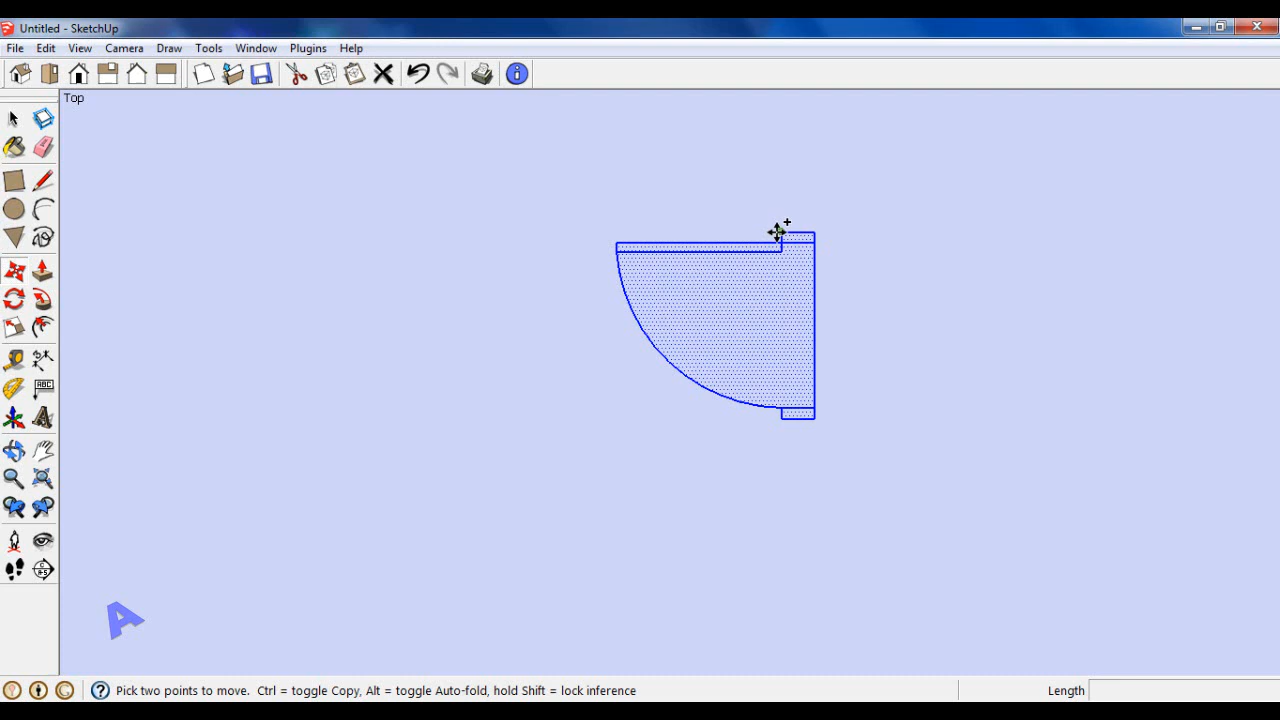 Untitled - SketchUp
File Edit View Camera Draw Tools Window Plugins Help
Top
ABC
A
Pick two points to move. Ctrl = toggle Copy, Alt = toggle Auto-fold, hold Shift = lock inference
Length